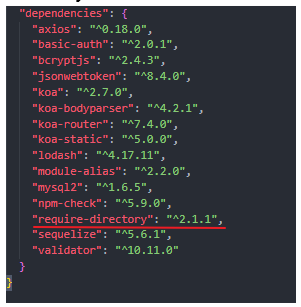 "dependencies": {
"axios": "^0.18.0",
"basic-auth": "^2.0.1",
"bcryptjs": "^2.4.3",
"jsonwebtoken": "^8.4.0",
"koa": "^2.7.0",
"koa-bodyparser": "^4.2.1",
"koa-router": "^7.4.0",
"koa-static": "^5.0.0",
"lodash": "^4.17.11",
"module-alias": "^2.2.0",
"mysql2": "^1.6.5",
"npm-check": "^5.9.0",
"require-directory": "^2.1.1",
"sequelize": "^5.6.1",
"validator": "^10.11.0"
}
}